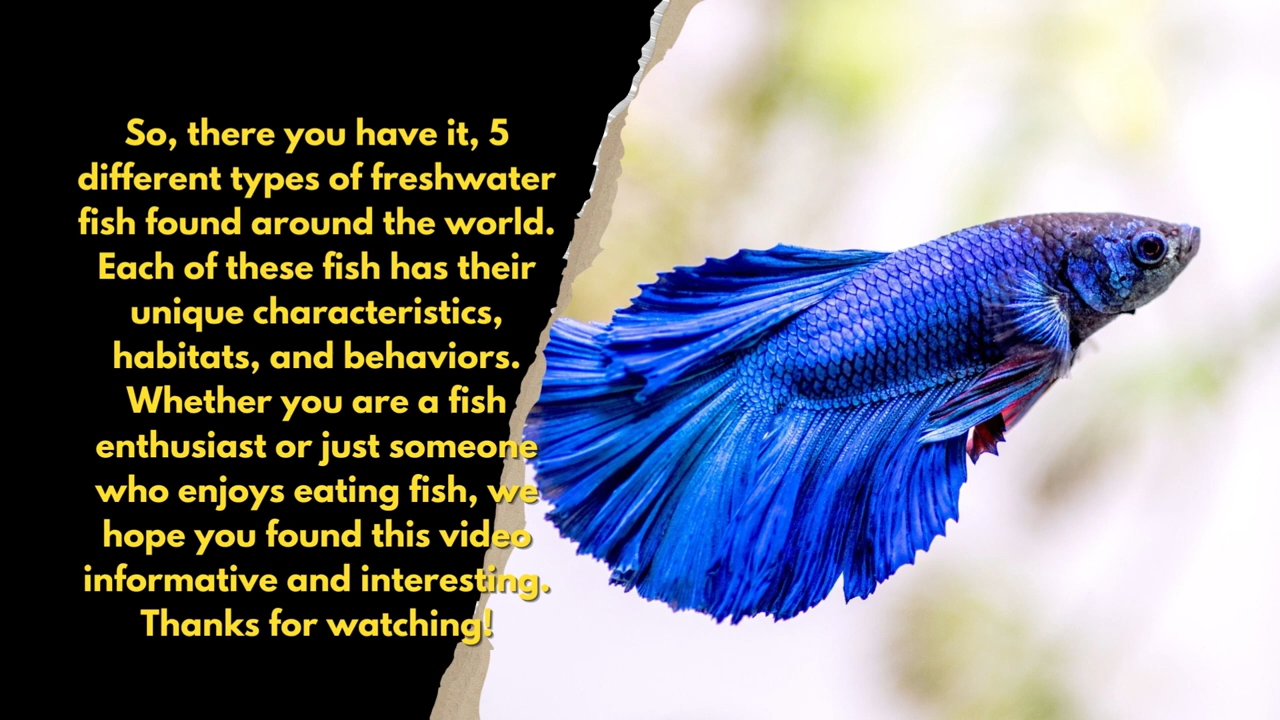 So, there you have it, 5
different types of freshwater
fish found around the world.
Each of these fish has their
unique characteristics,
habitats, and behaviors.
Whether you are a fish
enthusiast or just someone
who enjoys eating fish, we
hope you found this video
informative and interesting.
Thanks for watching!